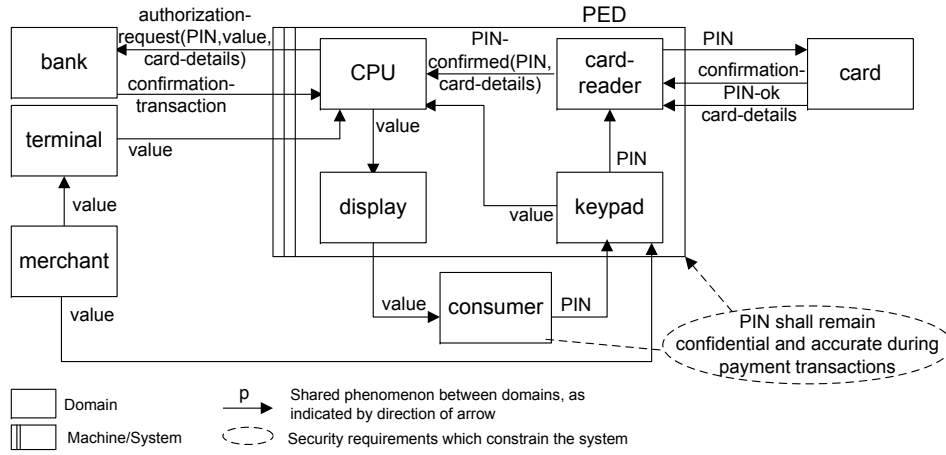 PED
authorization-
request(PIN,value,
card-details)
bank
confirmation-
transaction
CPU
PIN-
confirmed(PIN,
card-details)
card-
reader
PIN
confirmation-
PIN-ok
card-details
card
terminal
value
value
PIN
value
display
value
keypad
merchant
value
value
consumer
PIN
PIN shall remain
confidential and accurate during
payment transactions
Domain
Machine/System
p
Shared phenomenon between domains, as
indicated by direction of arrow
Security requirements which constrain the system